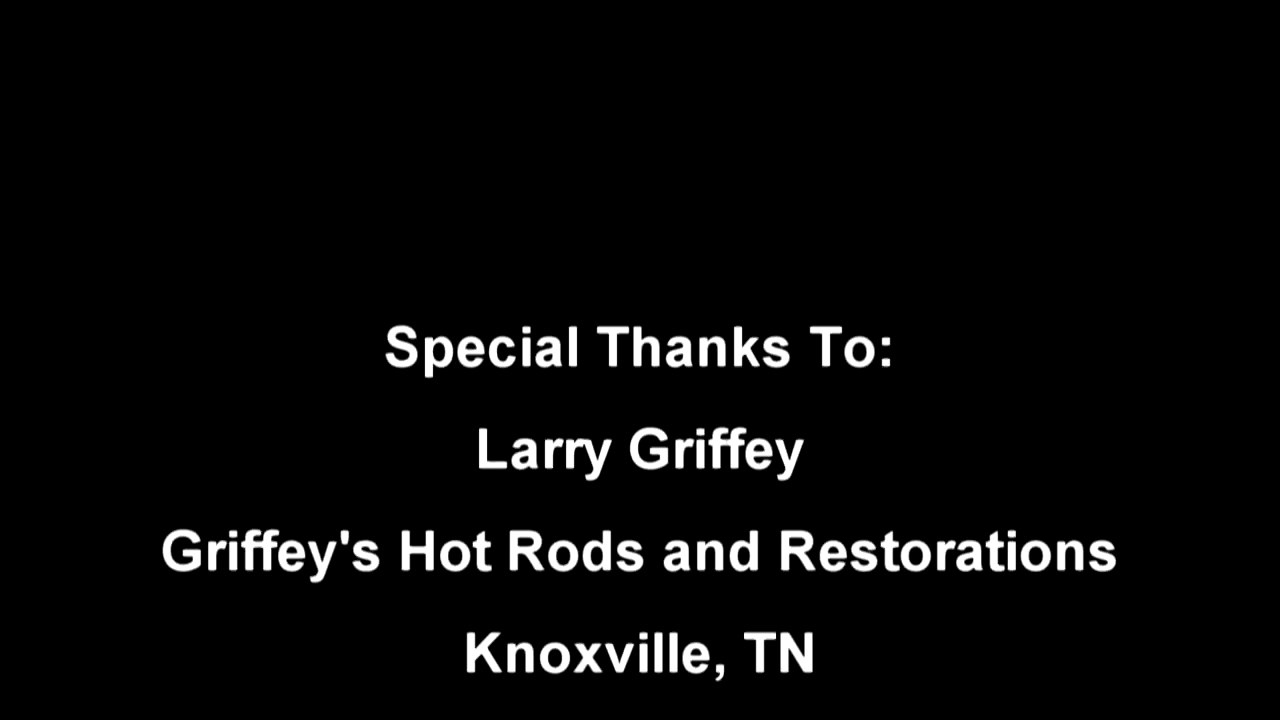 Special Thanks To:
Larry Griffey
Griffey's Hot Rods and Restorations
Knoxville, TN